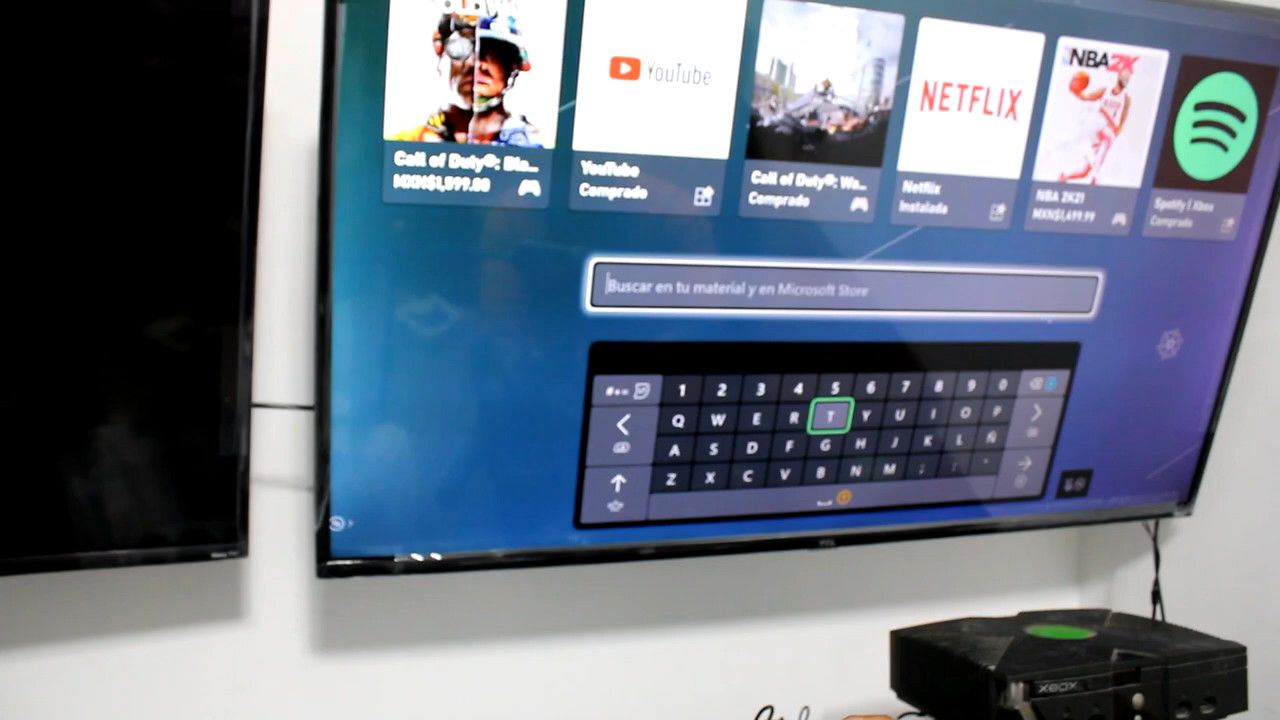 YouTube
NETFLIX
NBA2K
Call of Duty®: Bla...
MXN$1,599.00
YouTube
Comprado
Call of Duty®: Wa...
Comprado
Netflix
Instalada
NBA 2K21
MXN$1,499.99
Spotify | Xbox
Comprado
Buscar en tu material y en Microsoft Store
1 2 3 4 5 6 7 8 9 0
Q W E R T Y U I O P
A S D F G H J K L Ñ
Z X C V B N M
TCL
XBOX